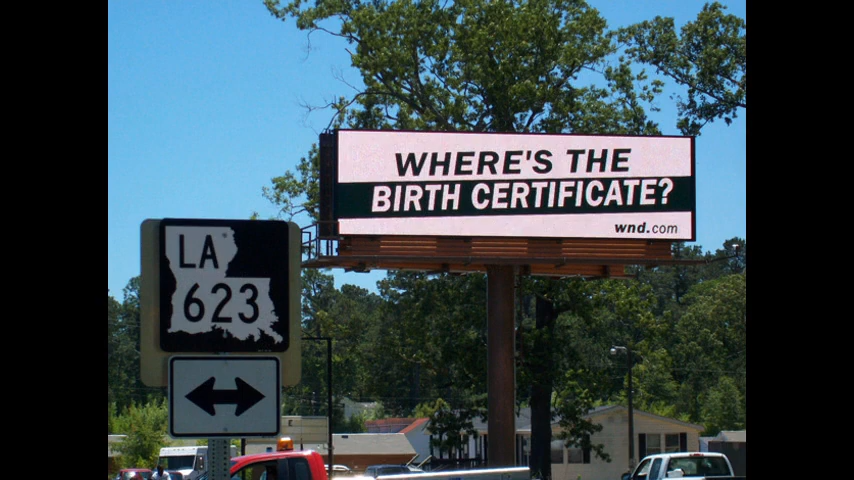 WHERE'S THE
BIRTH CERTIFICATE?
wnd.com
LA
623